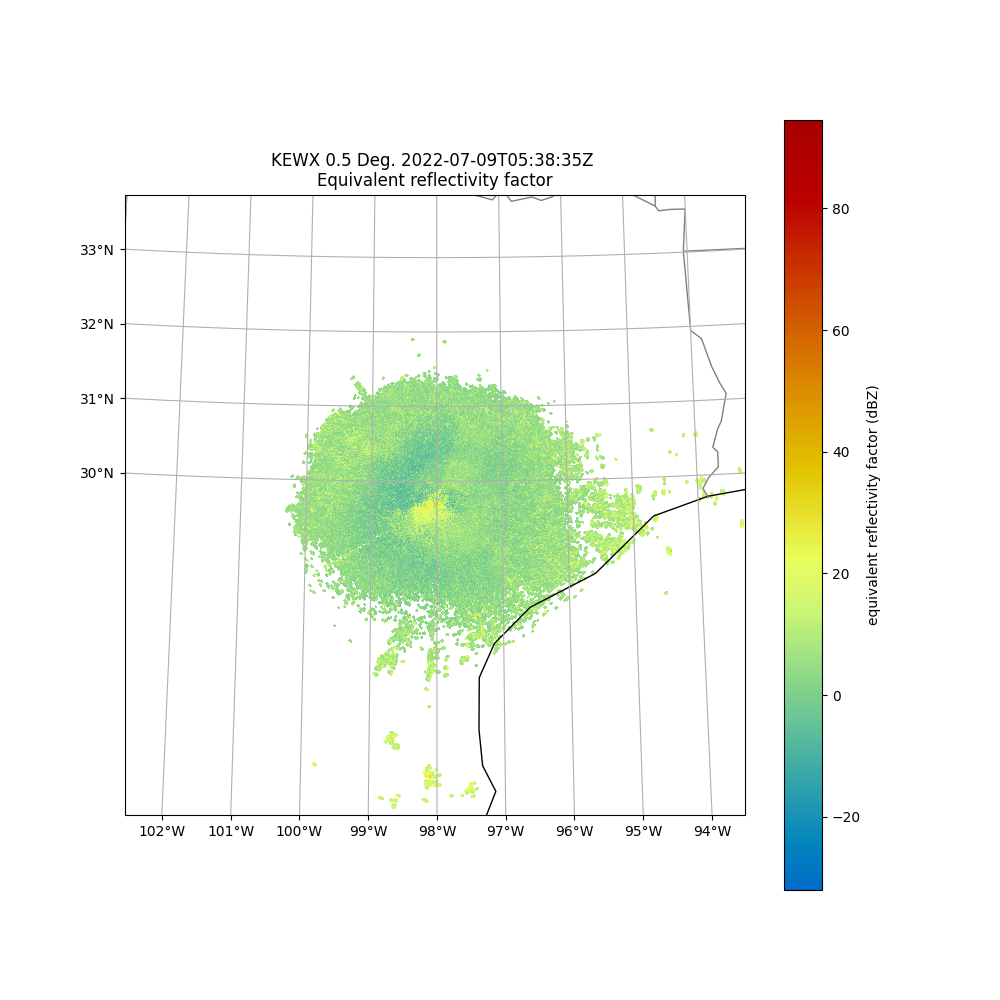 KEWX 0.5 Deg. 2022-07-09T05:38:35Z
Equivalent reflectivity factor
33°N
32°N
31°N
30°N
102°W 101°W 100°W 99°W 98°W 97°W 96°W 95°W 94°W
80
60
40
20
0
−20
equivalent reflectivity factor (dBZ)